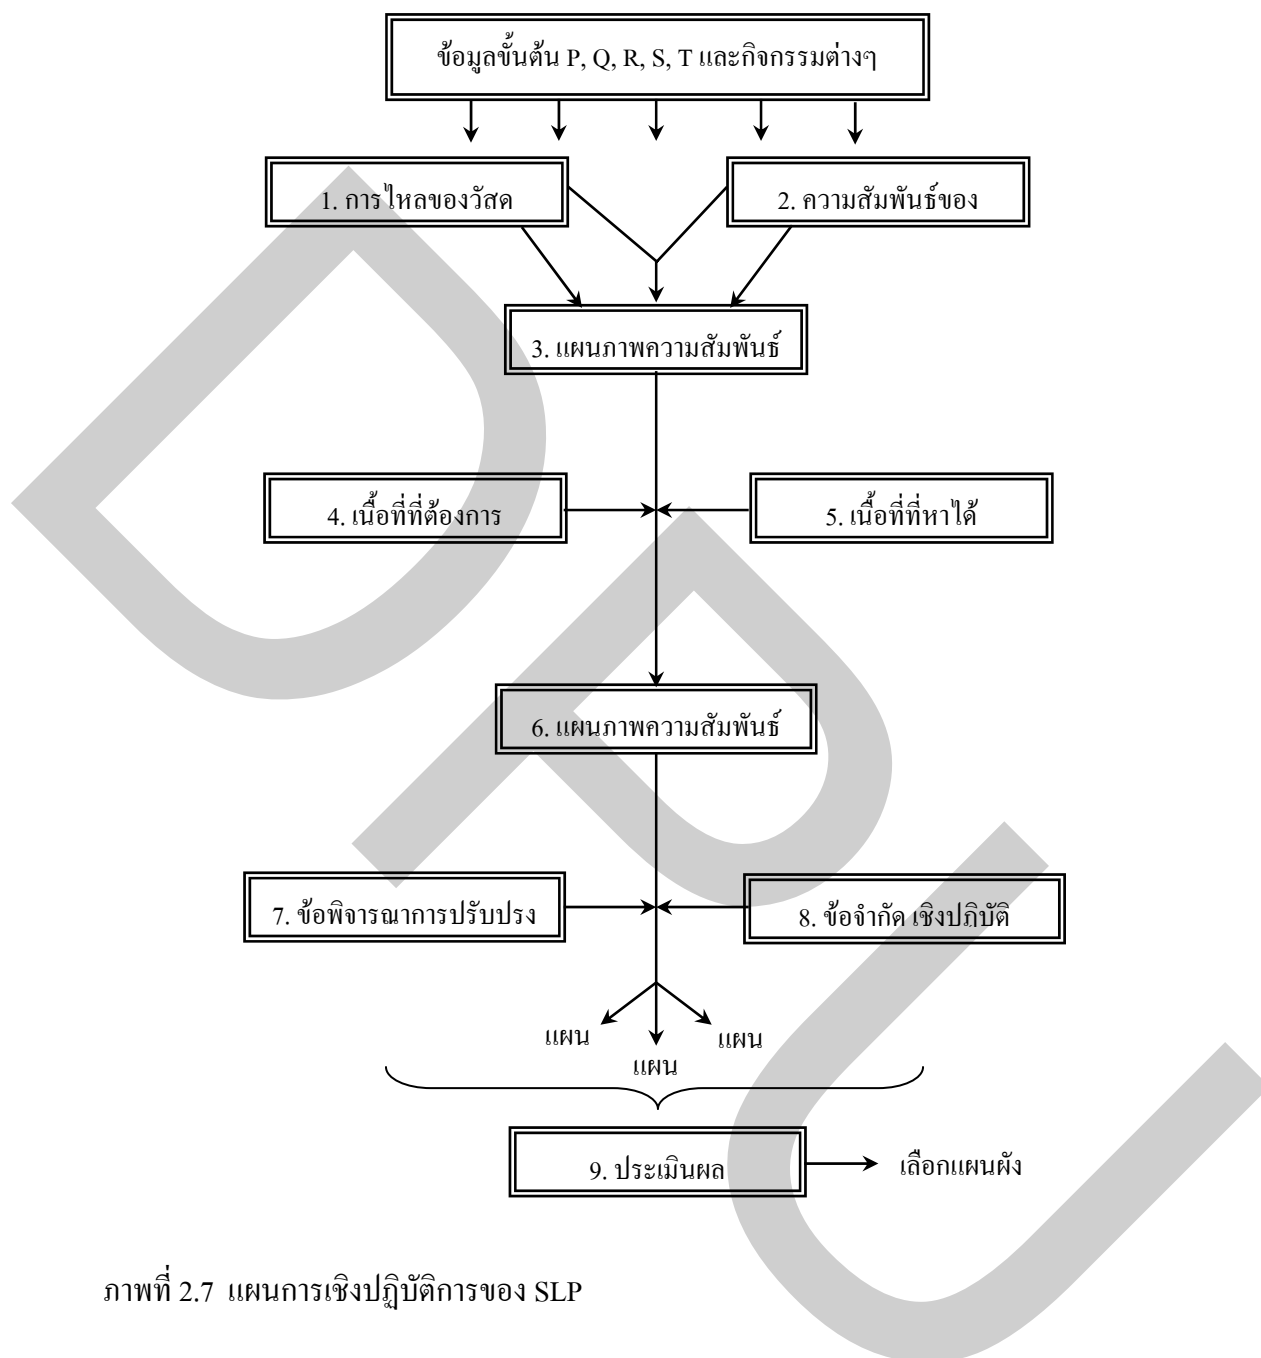 ข้อมูลขั้นต้น P, Q, R, S, T และกิจกรรมต่างๆ
1. การไหลของวัสด
2. ความสัมพันธ์ของ
3. แผนภาพความสัมพันธ์
4. เนื้อที่ที่ต้องการ
5. เนื้อที่ที่หาได้
6. แผนภาพความสัมพันธ์
7. ข้อพิจารณาการปรับปรง
8. ข้อจำกัด เชิงปฏิบัติ
แผน
แผน
แผน
9. ประเมินผล
เลือกแผนผัง
ภาพที่ 2.7 แผนการเชิงปฏิบัติการของ SLP
DPU